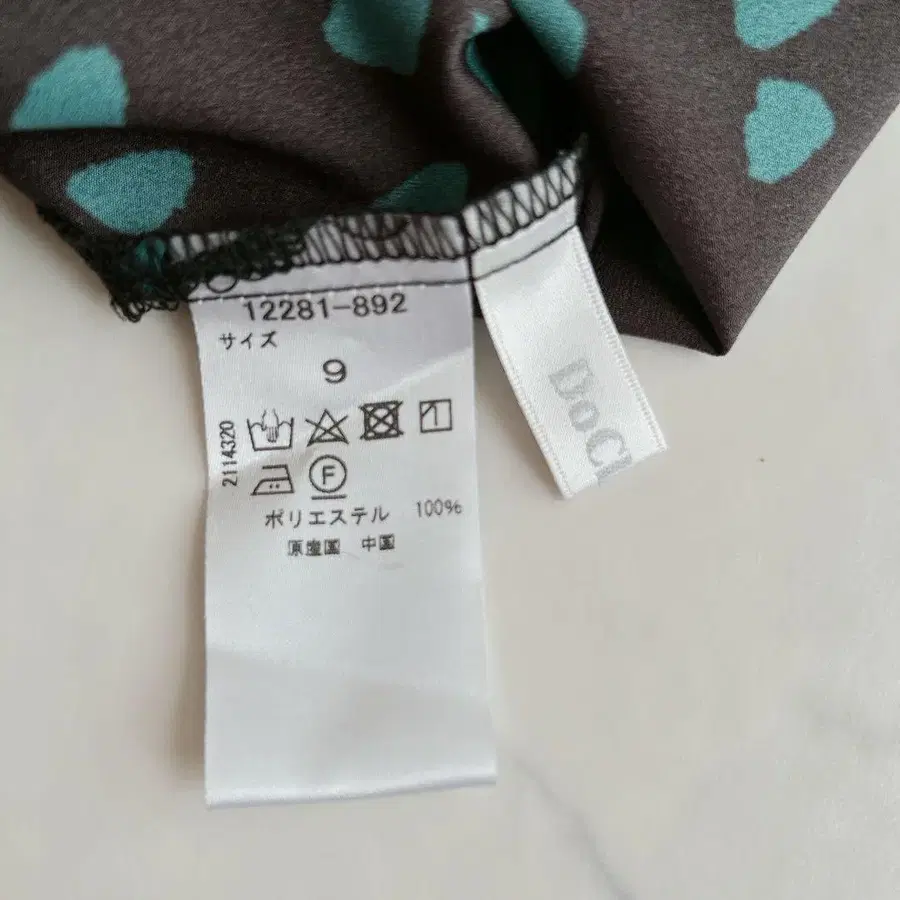 12281-892
サイズ
9
2114320
F
ポリエステル 100%
原産国 中国
DoCl